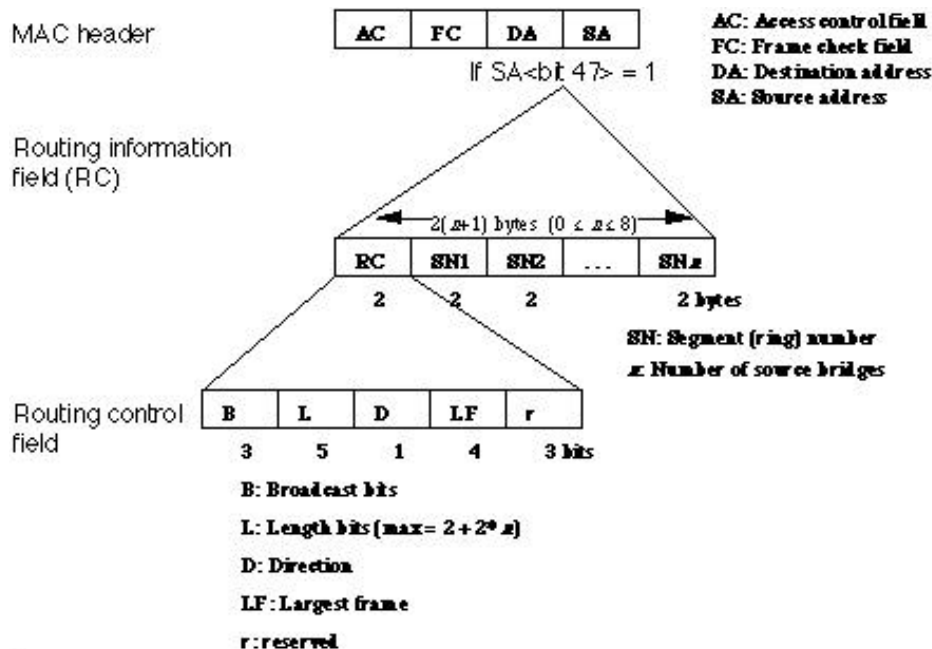 MAC header
AC FC DA SA
AC: Access control field
FC: Frame check field
DA: Destination address
SA: Source address
If SA<bit 47> = 1
Routing information
field (RC)
2(n+1) bytes (0 ≤ n ≤ 8)
RC SN1 SN2 ... SNn
2 2 2 2 bytes
SN: Segment (ring) number
n: Number of source bridges
Routing control
field
B L D LF r
3 5 1 4 3 bits
B: Broadcast bits
L: Length bits (max = 2 + 2* n)
D: Direction
LF: Largest frame
r: reserved